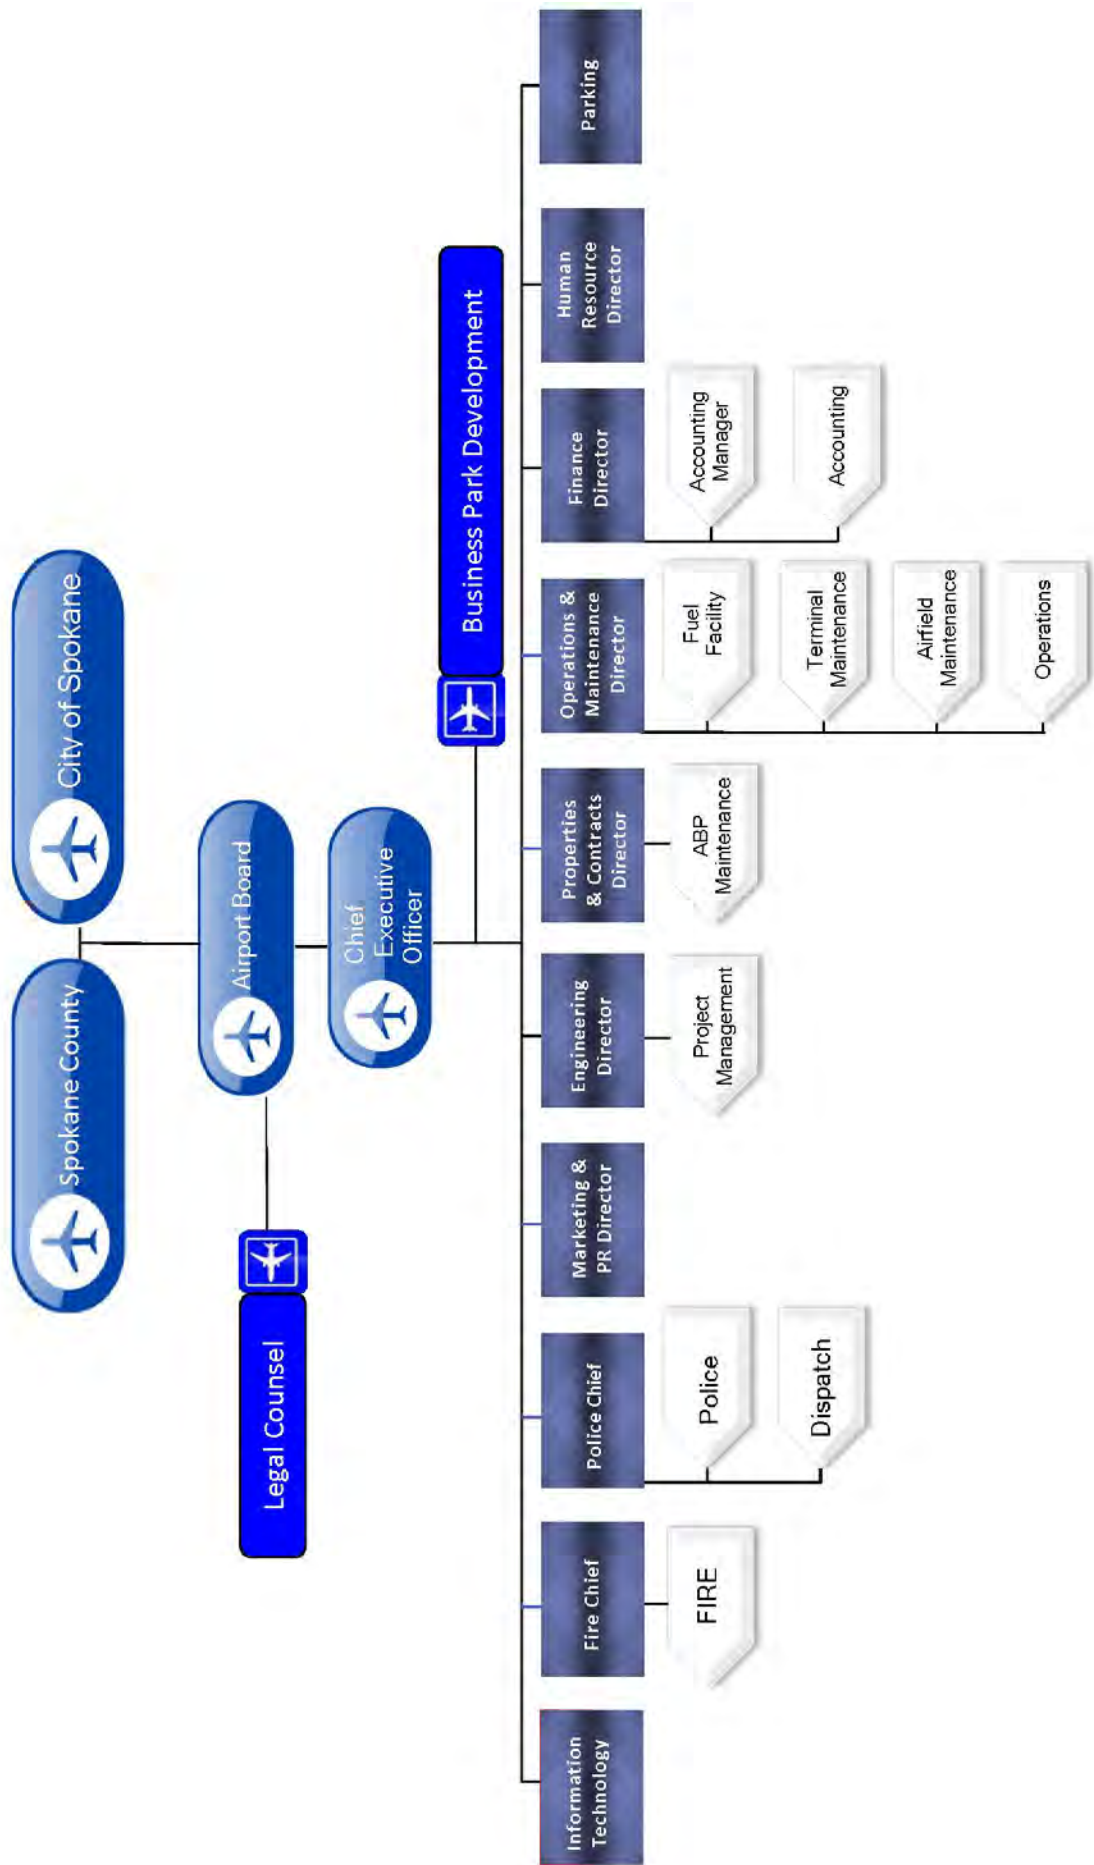 Spokane County
City of Spokane
Airport Board
Legal Counsel
Chief
Executive
Officer
Business Park Development
Information
Technology
Fire Chief
Police Chief
Marketing &
PR Director
Engineering
Director
Properties
& Contracts
Director
Operations &
Maintenance
Director
Finance
Director
Human
Resource
Director
Parking
FIRE
Police
Dispatch
Project
Management
ABP
Maintenance
Fuel
Facility
Terminal
Maintenance
Airfield
Maintenance
Operations
Accounting
Manager
Accounting